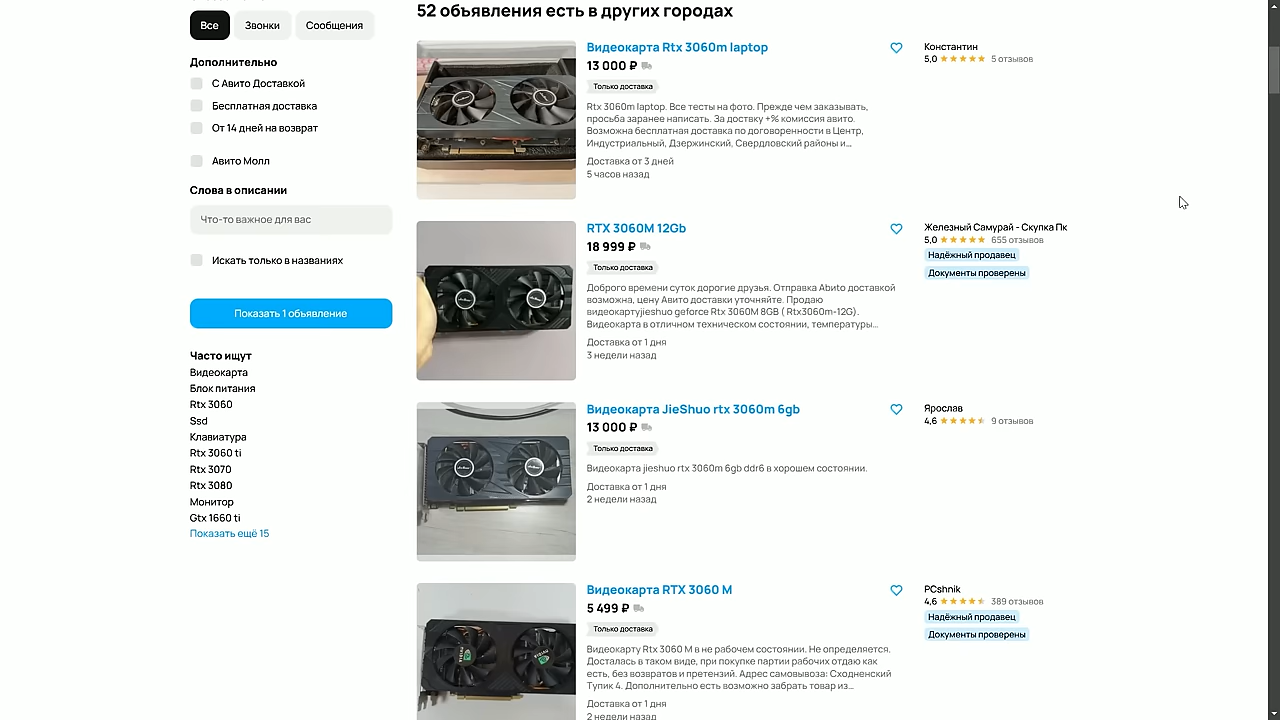 Все
Звонки
Сообщения
Дополнительно
С Авито Доставкой
Бесплатная доставка
От 14 дней на возврат
Авито Молл
Слова в описании
Что-то важное для вас
Искать только в названиях
Показать 1 объявление
Часто ищут
Видеокарта
Блок питания
Rtx 3060
Ssd
Клавиатура
Rtx 3060 ti
Rtx 3070
Rtx 3080
Монитор
Gtx 1660 ti
Показать ещё 15
52 объявления есть в других городах
Видеокарта Rtx 3060m laptop
13 000 ₽
Только доставка
Rtx 3060m laptop. Все тесты на фото. Прежде чем заказывать,
просьба заранее написать. За доствку +% комиссия авито.
Возможна бесплатная доставка по договоренности в Центр,
Индустриальный, Дзержинский, Свердловский районы и...
Доставка от 3 дней
5 часов назад
Константин
5,0 5 отзывов
RTX 3060M 12Gb
18 999 ₽
Только доставка
Доброго времени суток дорогие друзья. Отправка Авито доставкой
возможна, цену Авито доставки уточняйте. Продаю
видеокартуjieshuo geforce Rtx 3060M 8GB ( Rtx3060m-12G).
Видеокарта в отличном техническом состоянии, температуры...
Доставка от 1 дня
3 недели назад
Железный Самурай - Скупка Пк
5,0 655 отзывов
Надёжный продавец
Документы проверены
Видеокарта JieShuo rtx 3060m 6gb
13 000 ₽
Только доставка
Видеокарта jieshuo rtx 3060m 6gb ddr6 в хорошем состоянии.
Доставка от 1 дня
2 недели назад
Ярослав
4,6 9 отзывов
Видеокарта RTX 3060 M
5 499 ₽
Только доставка
Видеокарту Rtx 3060 M в не рабочем состоянии. Не определяется.
Досталась в таком виде, при покупке партии рабочих отдаю как
есть, без возвратов и претензий. Адрес самовывоза: Сходненский
Тупик 4. Дополнительно есть возможно забрать товар из...
Доставка от 1 дня
2 недели назад
PCshnik
4,6 389 отзывов
Надёжный продавец
Документы проверены